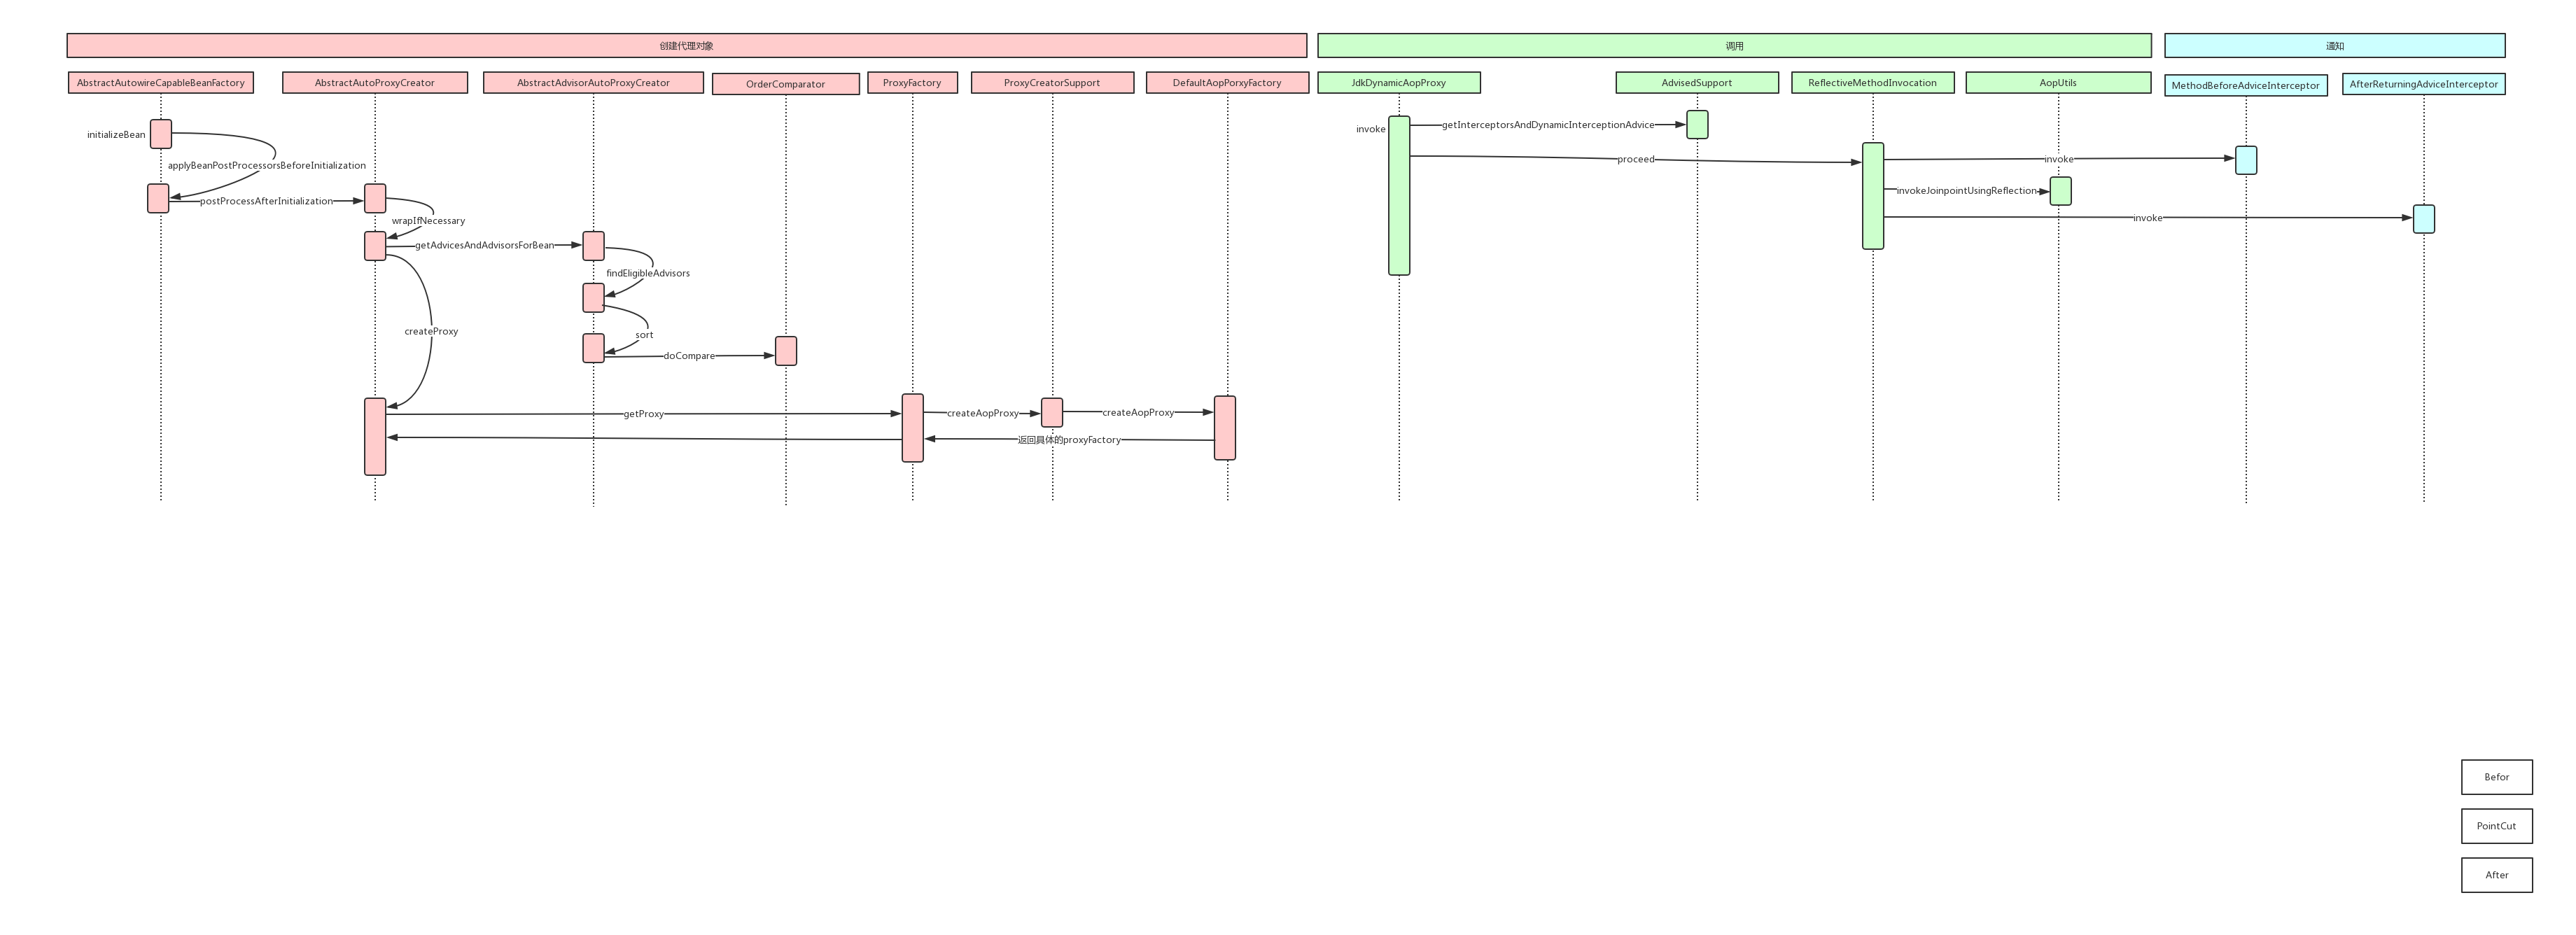 创建代理对象
调用
通知
AbstractAutowireCapableBeanFactory
AbstractAutoProxyCreator
AbstractAdvisorAutoProxyCreator
OrderComparator
ProxyFactory
ProxyCreatorSupport
DefaultAopPorxyFactory
JdkDynamicAopProxy
AdvisedSupport
ReflectiveMethodInvocation
AopUtils
MethodBeforeAdviceInterceptor
AfterReturningAdviceInterceptor
initializeBean
applyBeanPostProcessorsBeforeInitialization
postProcessAfterInitialization
wrapIfNecessary
getAdvicesAndAdvisorsForBean
findEligibleAdvisors
sort
doCompare
createProxy
getProxy
createAopProxy
createAopProxy
返回具体的proxyFactory
invoke
getInterceptorsAndDynamicInterceptionAdvice
proceed
invoke
invokeJoinpointUsingReflection
invoke
Befor
PointCut
After